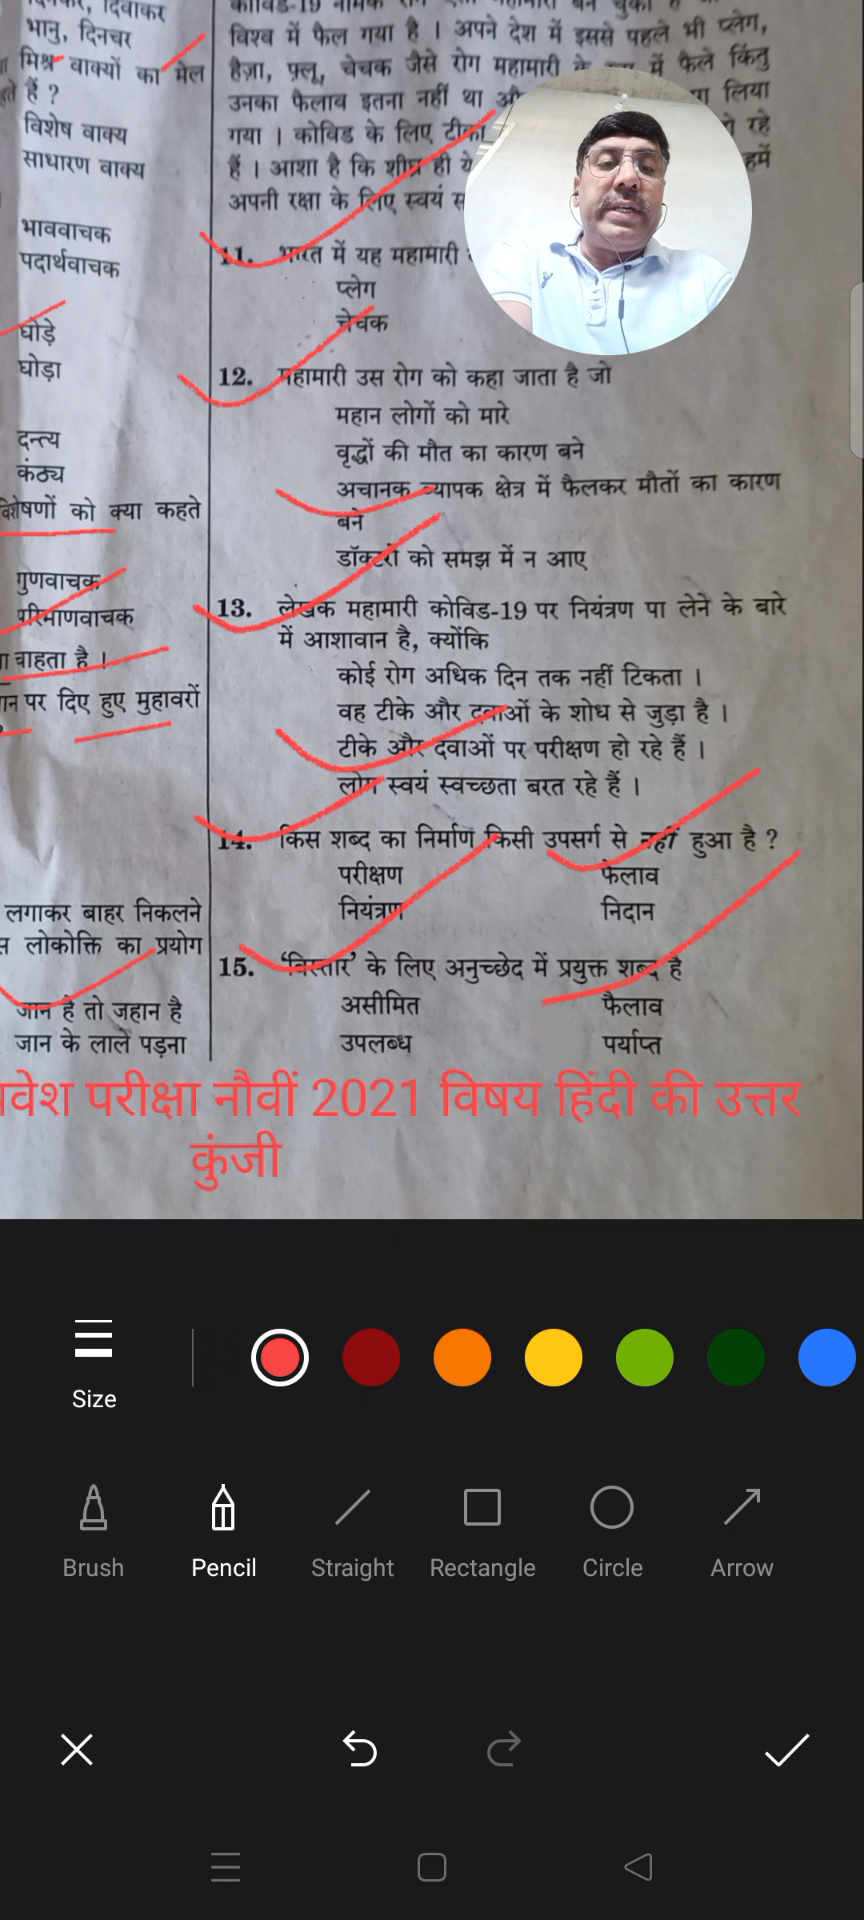 दिवाकर
भानु, दिनचर
मिश्र वाक्यों का मेल
हैं ?
विशेष वाक्य
साधारण वाक्य
भाववाचक
पदार्थवाचक
घोड़े
घोड़ा
दन्त्य
कंठ्य
विशेषणों को क्या कहते
गुणवाचक
परिमाणवाचक
चाहता है ।
पर दिए हुए मुहावरों
लगाकर बाहर निकलने
लोकोक्ति का प्रयोग
जान है तो जहान है
जान के लाले पड़ना
विश्व में फैल गया है । अपने देश में इससे पहले भी प्लेग,
हैज़ा, फ़्लू, चेचक जैसे रोग महामारी के में फैले किंतु
उनका फैलाव इतना नहीं था लिया
गया । कोविड के लिए टीका रहे
हैं । आशा है कि शीघ्र ही ये हमें
अपनी रक्षा के लिए स्वयं
11. भारत में यह महामारी
प्लेग
चेचक
12. महामारी उस रोग को कहा जाता है जो
महान लोगों को मारे
वृद्धों की मौत का कारण बने
अचानक व्यापक क्षेत्र में फैलकर मौतों का कारण
बने
डॉक्टरों को समझ में न आए
13. लेखक महामारी कोविड-19 पर नियंत्रण पा लेने के बारे
में आशावान है, क्योंकि
कोई रोग अधिक दिन तक नहीं टिकता ।
वह टीके और दवाओं के शोध से जुड़ा है ।
टीके और दवाओं पर परीक्षण हो रहे हैं ।
लोग स्वयं स्वच्छता बरत रहे हैं ।
14. किस शब्द का निर्माण किसी उपसर्ग से नहीं हुआ है ?
परीक्षण फैलाव
नियंत्रण निदान
15. 'विस्तार' के लिए अनुच्छेद में प्रयुक्त शब्द है
असीमित फैलाव
उपलब्ध पर्याप्त
परीक्षा नौवीं 2021 विषय हिंदी की उत्तर
कुंजी
Size
Brush Pencil Straight Rectangle Circle Arrow